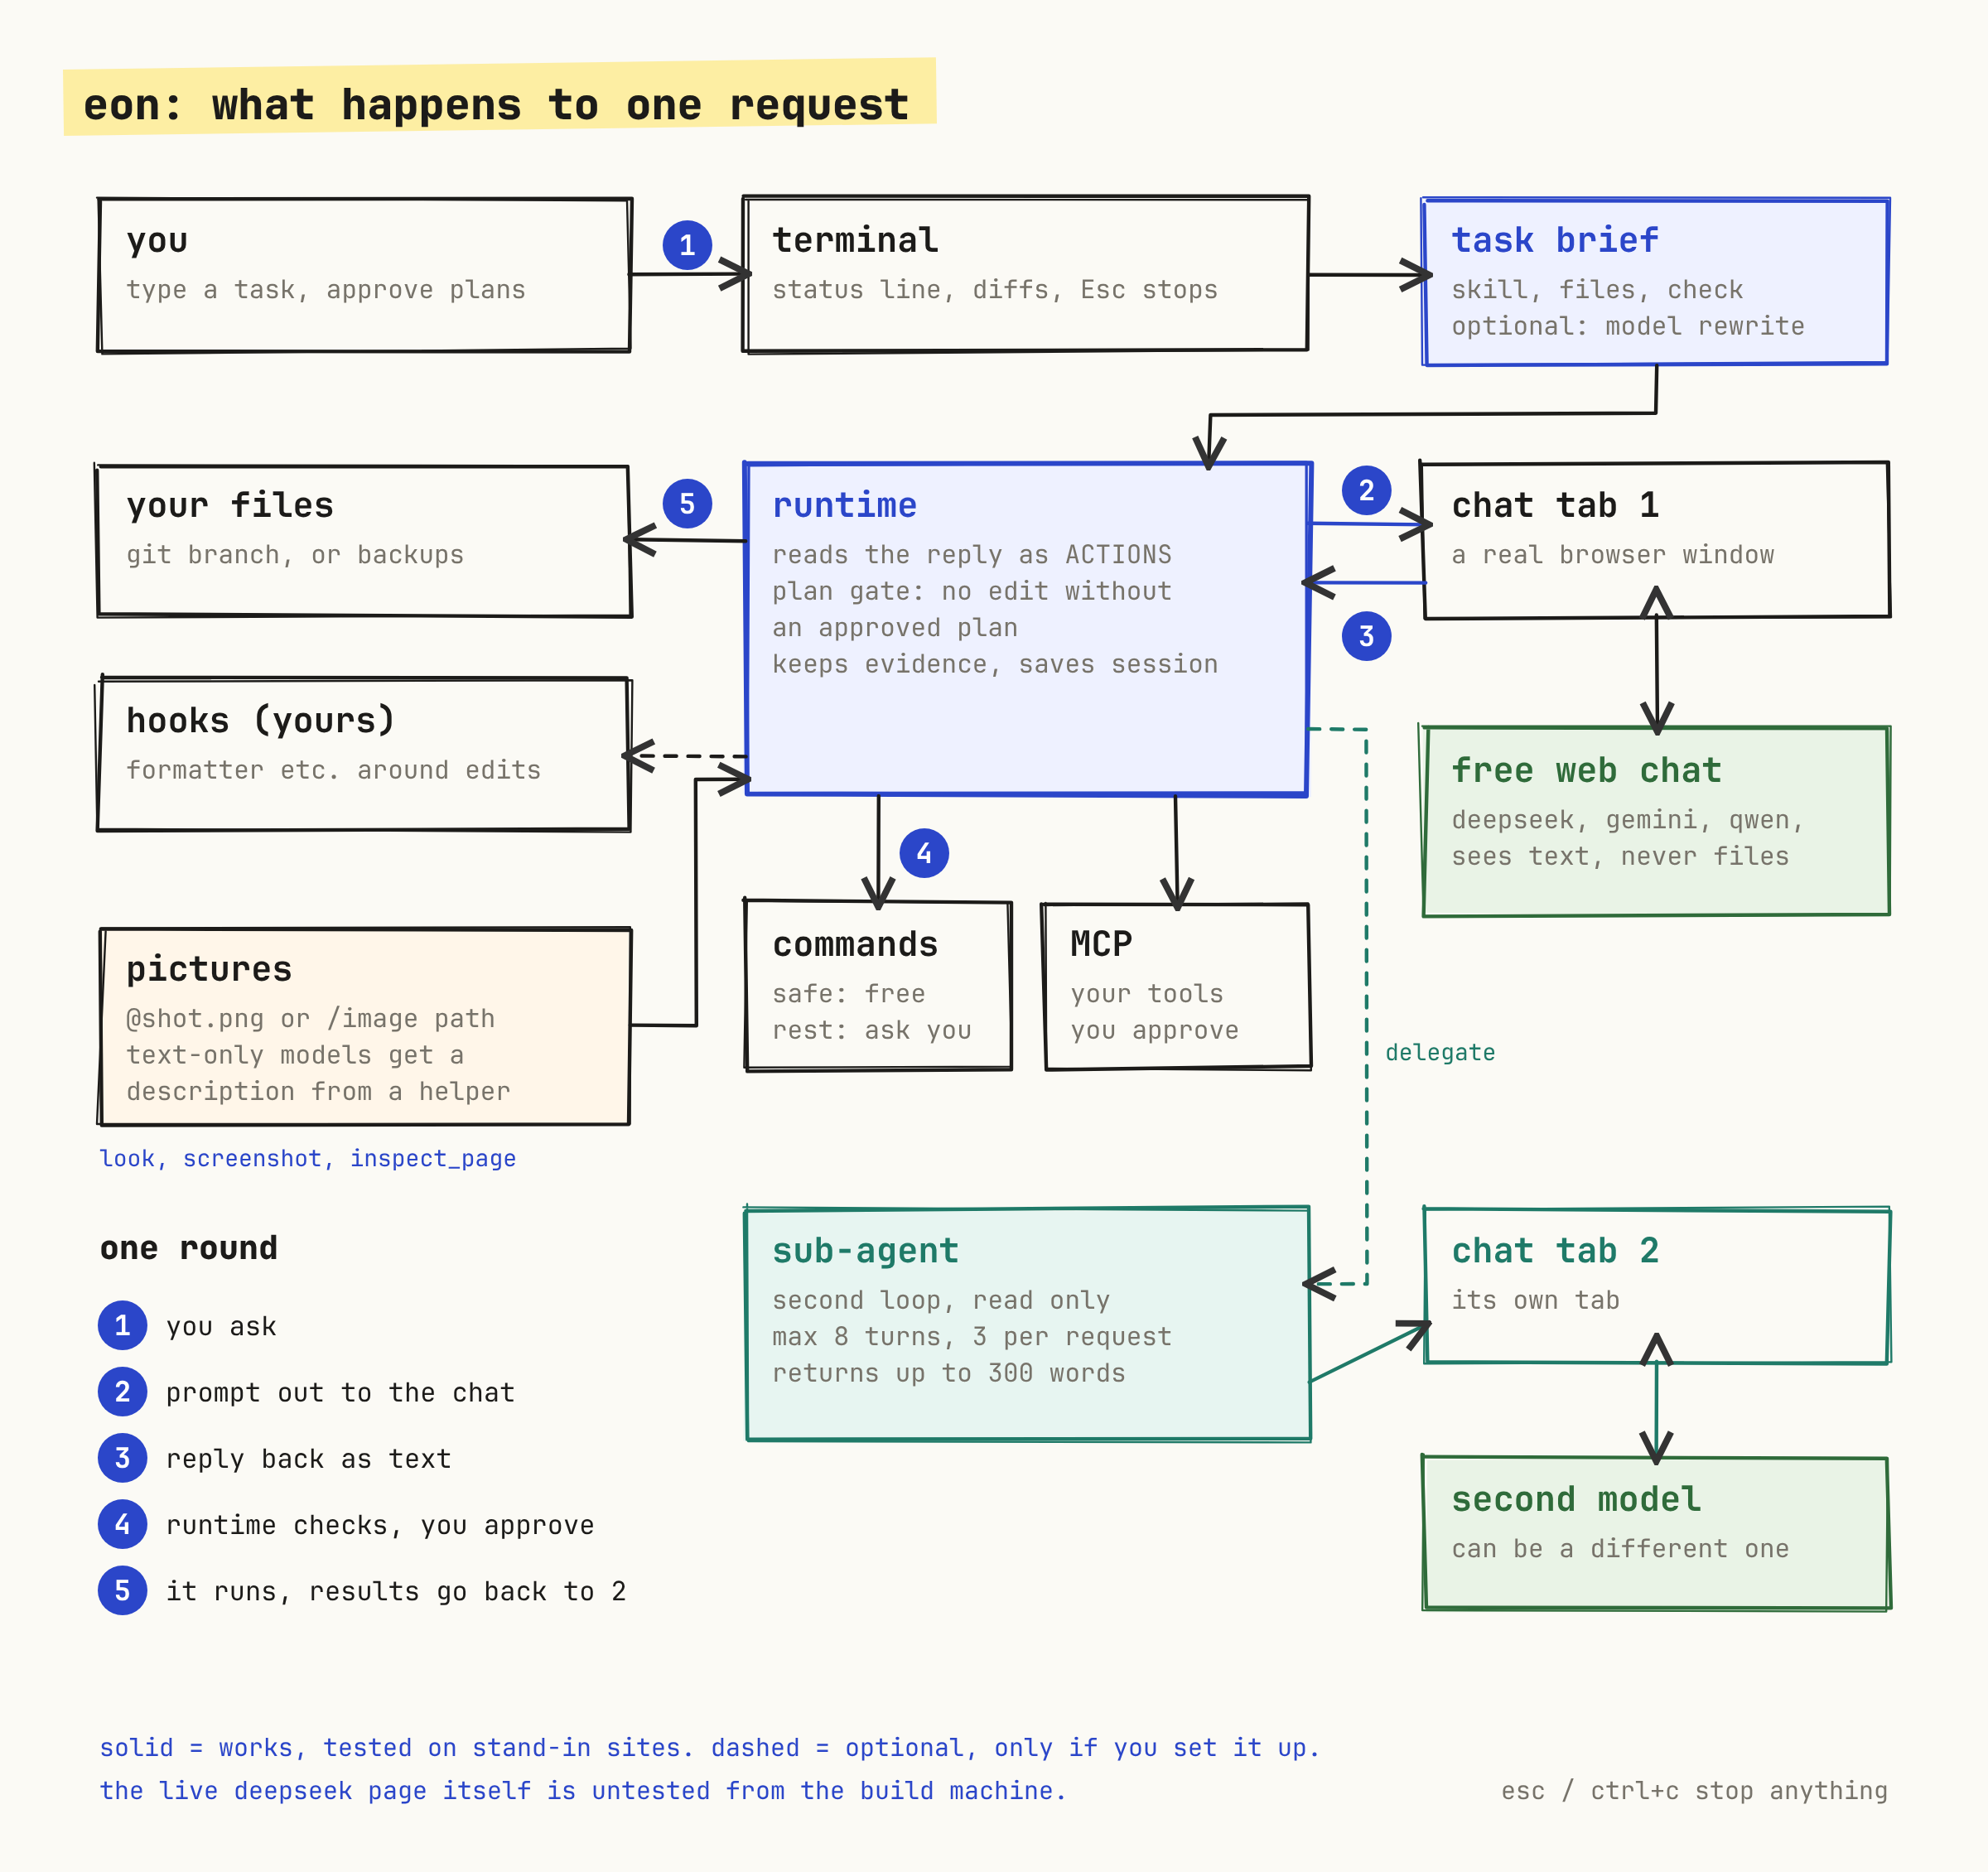 eon: what happens to one request
you
type a task, approve plans
1
terminal
status line, diffs, Esc stops
task brief
skill, files, check
optional: model rewrite
your files
git branch, or backups
5
runtime
reads the reply as ACTIONS
plan gate: no edit without
an approved plan
keeps evidence, saves session
2
3
chat tab 1
a real browser window
hooks (yours)
formatter etc. around edits
free web chat
deepseek, gemini, qwen,
sees text, never files
4
pictures
@shot.png or /image path
text-only models get a
description from a helper
commands
safe: free
rest: ask you
MCP
your tools
you approve
delegate
look, screenshot, inspect_page
one round
1 you ask
2 prompt out to the chat
3 reply back as text
4 runtime checks, you approve
5 it runs, results go back to 2
sub-agent
second loop, read only
max 8 turns, 3 per request
returns up to 300 words
chat tab 2
its own tab
second model
can be a different one
solid = works, tested on stand-in sites. dashed = optional, only if you set it up.
the live deepseek page itself is untested from the build machine.
esc / ctrl+c stop anything